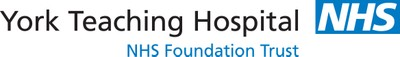 York Teaching Hospital NHS
NHS Foundation Trust